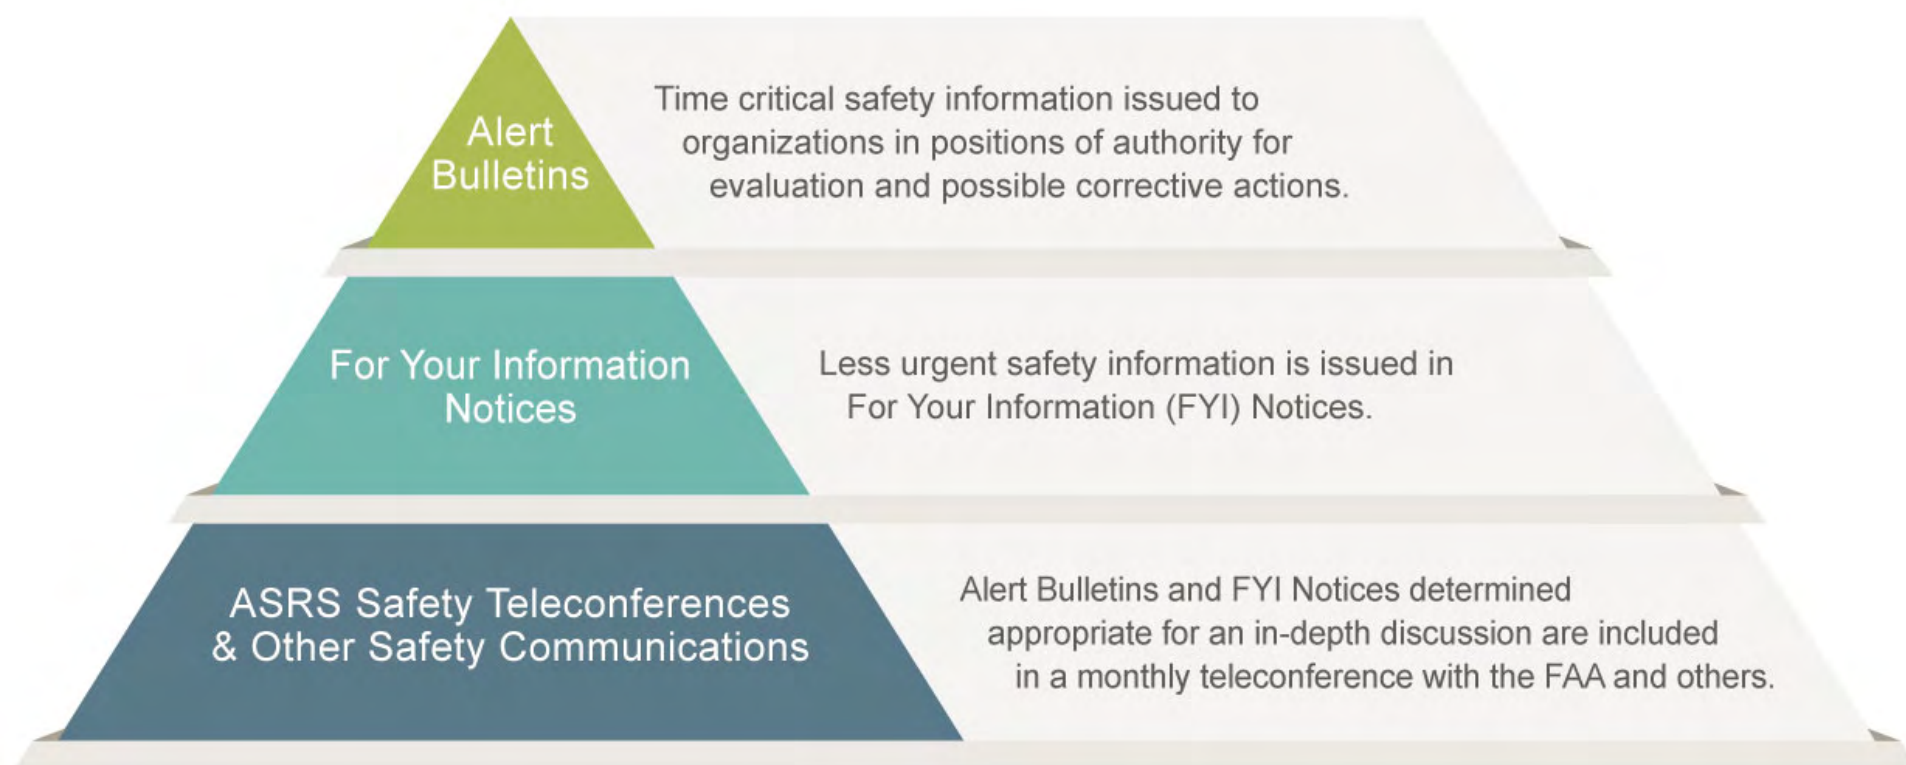 Alert
Bulletins
Time critical safety information issued to
organizations in positions of authority for
evaluation and possible corrective actions.
For Your Information
Notices
Less urgent safety information is issued in
For Your Information (FYI) Notices.
ASRS Safety Teleconferences
& Other Safety Communications
Alert Bulletins and FYI Notices determined
appropriate for an in-depth discussion are included
in a monthly teleconference with the FAA and others.